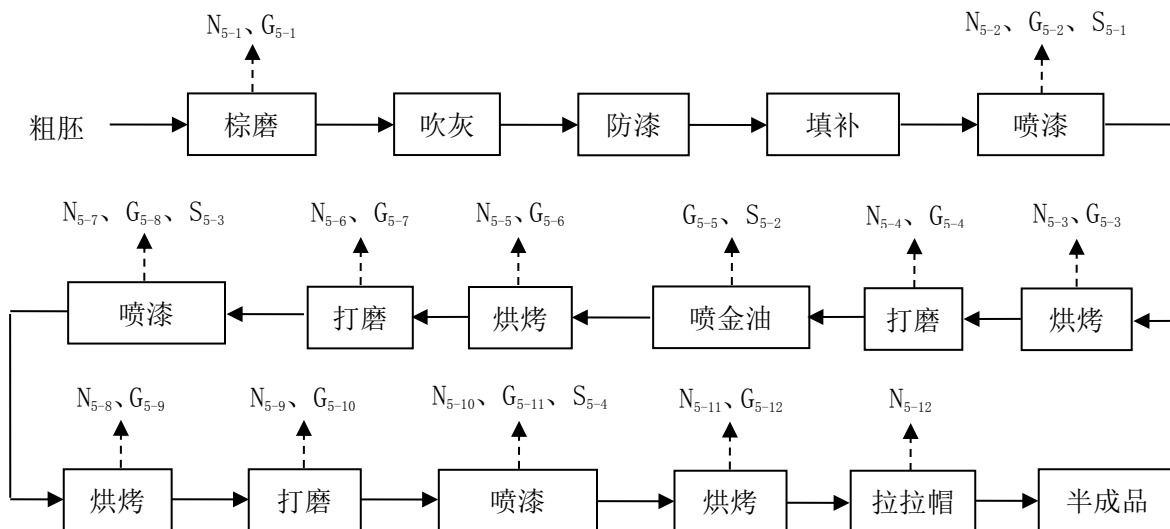 N5-1、G5-1
N5-2、G5-2、S5-1
粗胚
棕磨
吹灰
防漆
填补
喷漆
N5-7、G5-8、S5-3
N5-6、G5-7
N5-5、G5-6
G5-5、S5-2
N5-4、G5-4
N5-3、G5-3
喷漆
打磨
烘烤
喷金油
打磨
烘烤
N5-8、G5-9
N5-9、G5-10
N5-10、G5-11、S5-4
N5-11、G5-12
N5-12
烘烤
打磨
喷漆
烘烤
拉拉帽
半成品